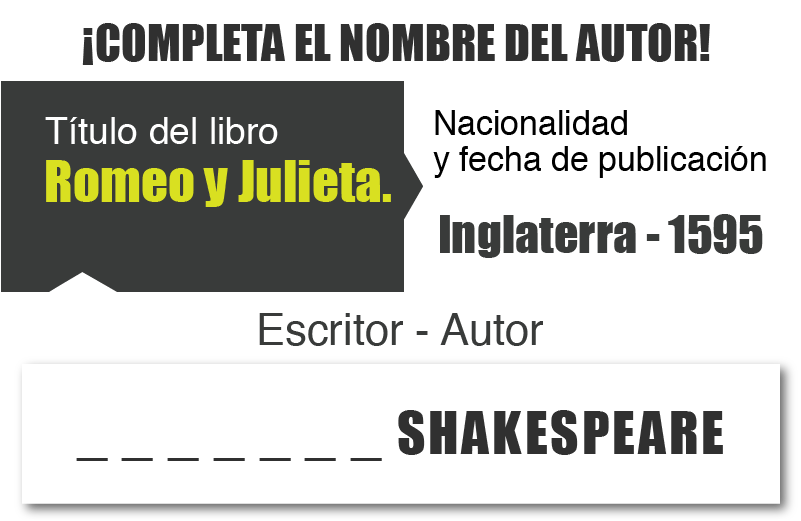 ¡COMPLETA EL NOMBRE DEL AUTOR!
Título del libro
Romeo y Julieta.
Nacionalidad
y fecha de publicación
Inglaterra - 1595
Escritor - Autor
_ _ _ _ _ _ _ SHAKESPEARE